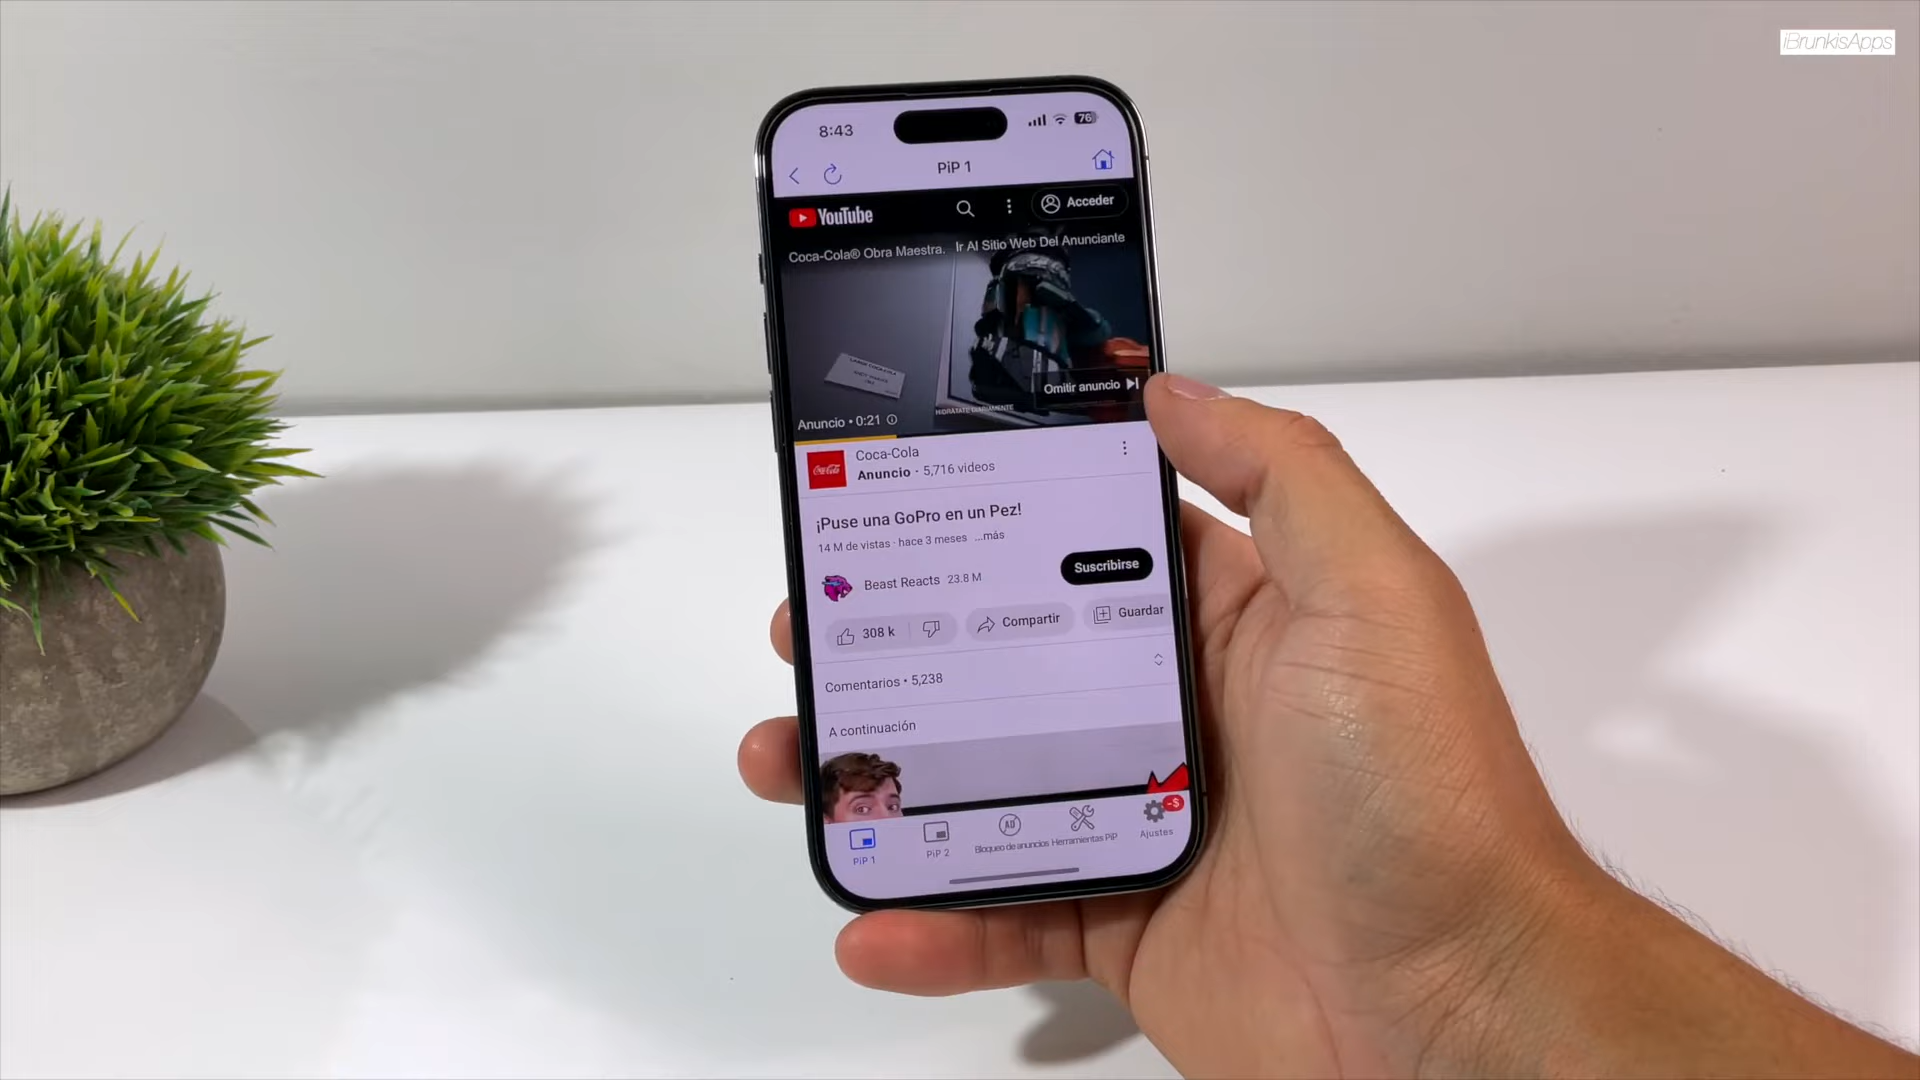 iBrunkisApps
8:43
76
PiP 1
YouTube
Acceder
Coca-Cola® Obra Maestra.
Ir Al Sitio Web Del Anunciante
Omitir anuncio
HIDRÁTATE DIARIAMENTE
Anuncio • 0:21
Coca-Cola
Anuncio · 5,716 videos
¡Puse una GoPro en un Pez!
14 M de vistas · hace 3 meses ...más
Beast Reacts 23.8 M
Suscribirse
308 k
Compartir
Guardar
Comentarios • 5,238
A continuación
PiP 1
PiP 2
AD
Bloqueo de anuncios
Herramientas PiP
-$
Ajustes